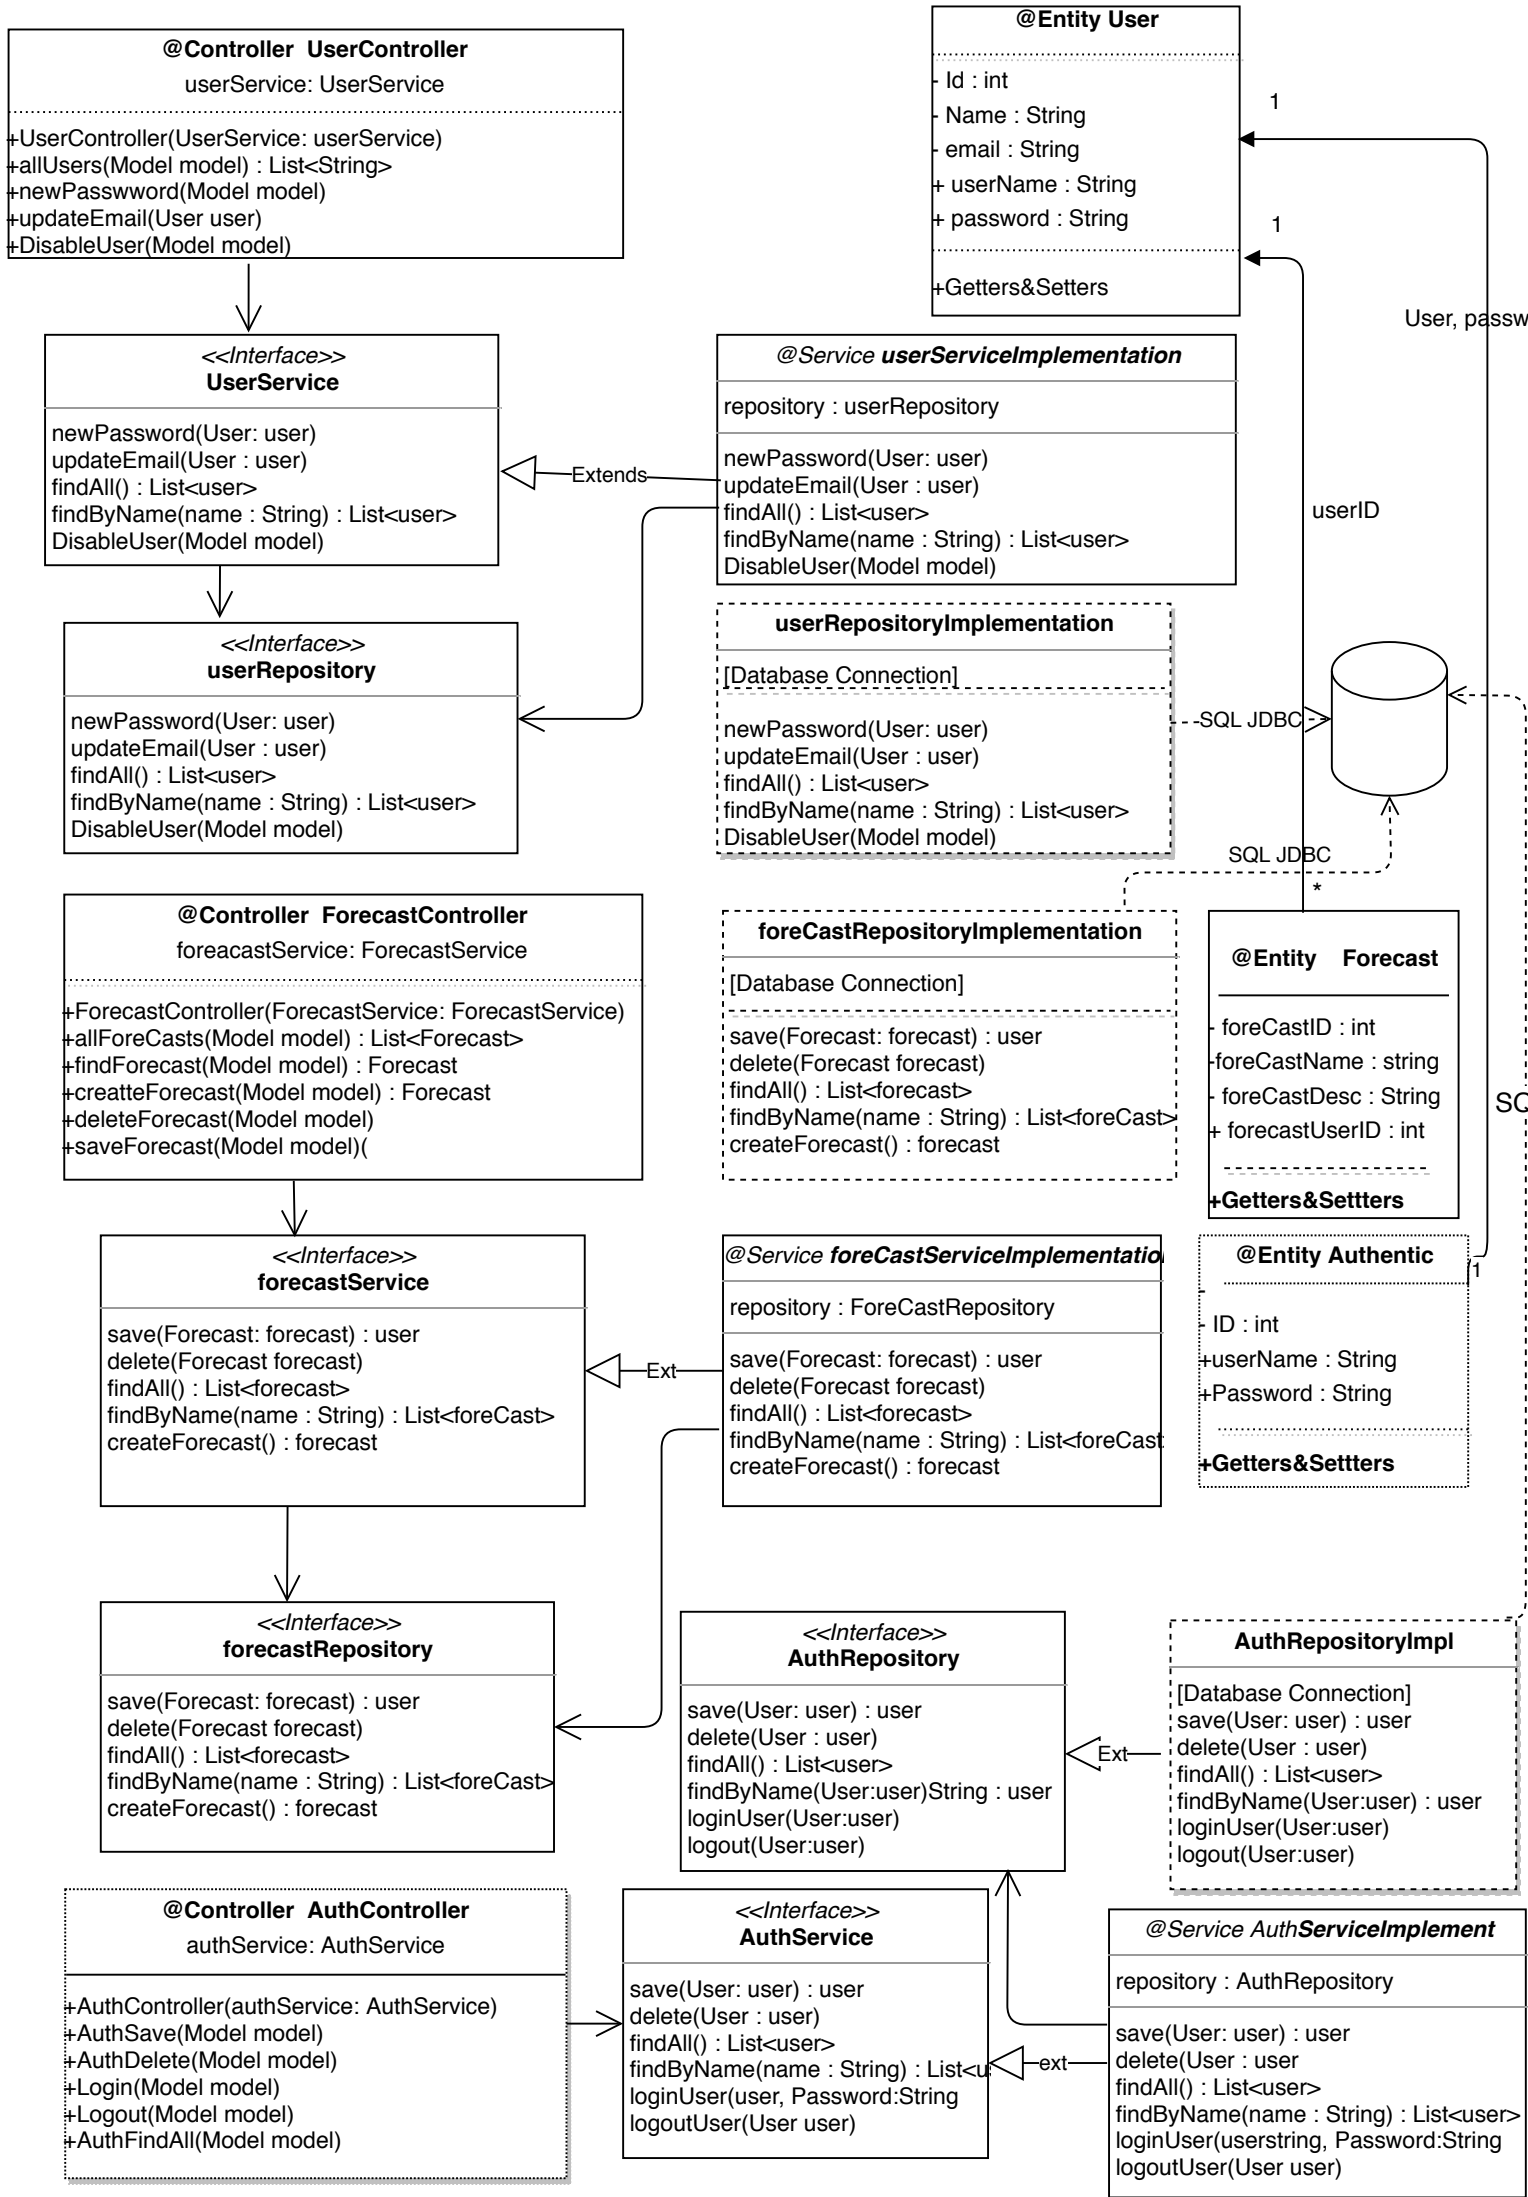 @Controller  UserController
userService: UserService
+UserController(UserService: userService)
+allUsers(Model model) : List<String>
+newPasswword(Model model)
+updateEmail(User user)
+DisableUser(Model model)
@Entity User
- Id : int
- Name : String
- email : String
+ userName : String
+ password : String
+Getters&Setters
1
1
User, passw
<<Interface>>
UserService
newPassword(User: user)
updateEmail(User : user)
findAll() : List<user>
findByName(name : String) : List<user>
DisableUser(Model model)
Extends
@Service userServiceImplementation
repository : userRepository
newPassword(User: user)
updateEmail(User : user)
findAll() : List<user>
findByName(name : String) : List<user>
DisableUser(Model model)
userID
<<Interface>>
userRepository
newPassword(User: user)
updateEmail(User : user)
findAll() : List<user>
findByName(name : String) : List<user>
DisableUser(Model model)
userRepositoryImplementation
[Database Connection]
newPassword(User: user)
updateEmail(User : user)
findAll() : List<user>
findByName(name : String) : List<user>
DisableUser(Model model)
SQL JDBC
SQL JDBC
*
@Controller  ForecastController
foreacastService: ForecastService
+ForecastController(ForecastService: ForecastService)
+allForeCasts(Model model) : List<Forecast>
+findForecast(Model model) : Forecast
+creatteForecast(Model model) : Forecast
+deleteForecast(Model model)
+saveForecast(Model model)(
foreCastRepositoryImplementation
[Database Connection]
save(Forecast: forecast) : user
delete(Forecast forecast)
findAll() : List<forecast>
findByName(name : String) : List<foreCast>
createForecast() : forecast
@Entity    Forecast
- foreCastID : int
-foreCastName : string
- foreCastDesc : String
+ forecastUserID : int
+Getters&Settters
SQ
<<Interface>>
forecastService
save(Forecast: forecast) : user
delete(Forecast forecast)
findAll() : List<forecast>
findByName(name : String) : List<foreCast>
createForecast() : forecast
Ext
@Service foreCastServiceImplementatio
repository : ForeCastRepository
save(Forecast: forecast) : user
delete(Forecast forecast)
findAll() : List<forecast>
findByName(name : String) : List<foreCast
createForecast() : forecast
@Entity Authentic
1
-
- ID : int
+userName : String
+Password : String
+Getters&Settters
<<Interface>>
forecastRepository
save(Forecast: forecast) : user
delete(Forecast forecast)
findAll() : List<forecast>
findByName(name : String) : List<foreCast>
createForecast() : forecast
<<Interface>>
AuthRepository
save(User: user) : user
delete(User : user)
findAll() : List<user>
findByName(User:user)String : user
loginUser(User:user)
logout(User:user)
Ext
AuthRepositoryImpl
[Database Connection]
save(User: user) : user
delete(User : user)
findAll() : List<user>
findByName(User:user) : user
loginUser(User:user)
logout(User:user)
@Controller  AuthController
authService: AuthService
+AuthController(authService: AuthService)
+AuthSave(Model model)
+AuthDelete(Model model)
+Login(Model model)
+Logout(Model model)
+AuthFindAll(Model model)
<<Interface>>
AuthService
save(User: user) : user
delete(User : user)
findAll() : List<user>
findByName(name : String) : List<u
loginUser(user, Password:String
logoutUser(User user)
ext
@Service AuthServiceImplement
repository : AuthRepository
save(User: user) : user
delete(User : user
findAll() : List<user>
findByName(name : String) : List<user>
loginUser(userstring, Password:String
logoutUser(User user)